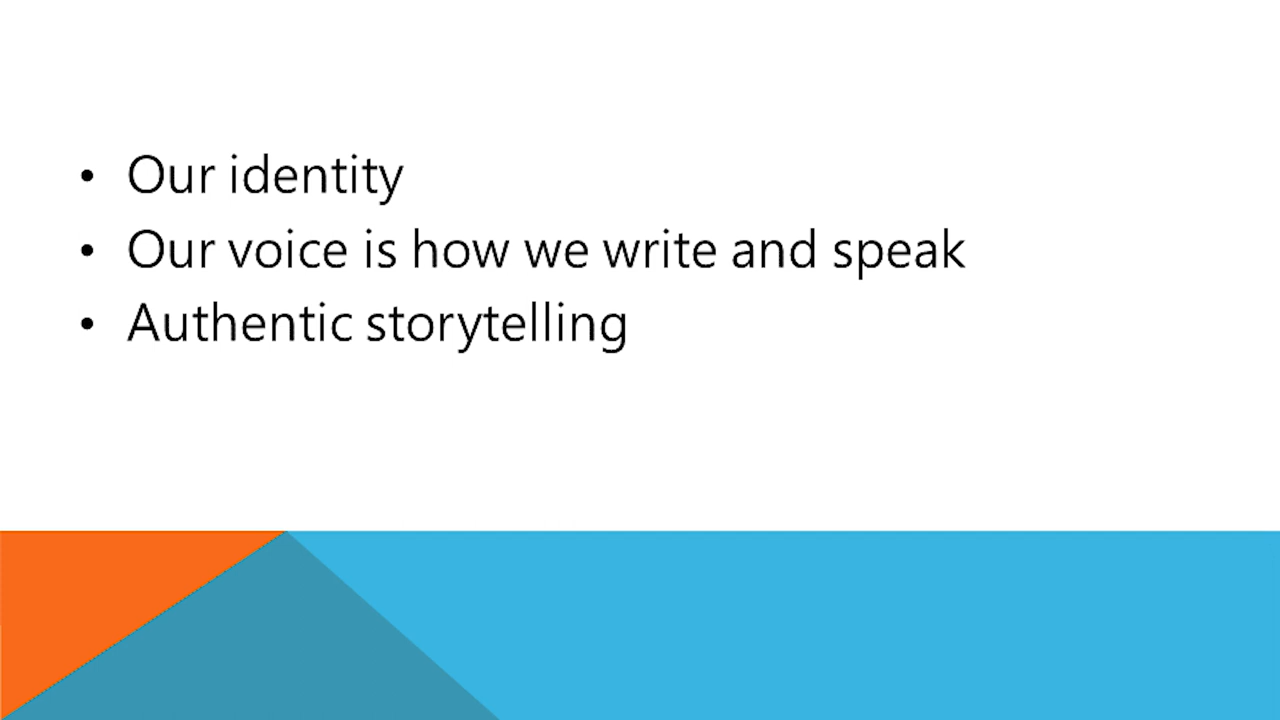 • Our identity
• Our voice is how we write and speak
• Authentic storytelling